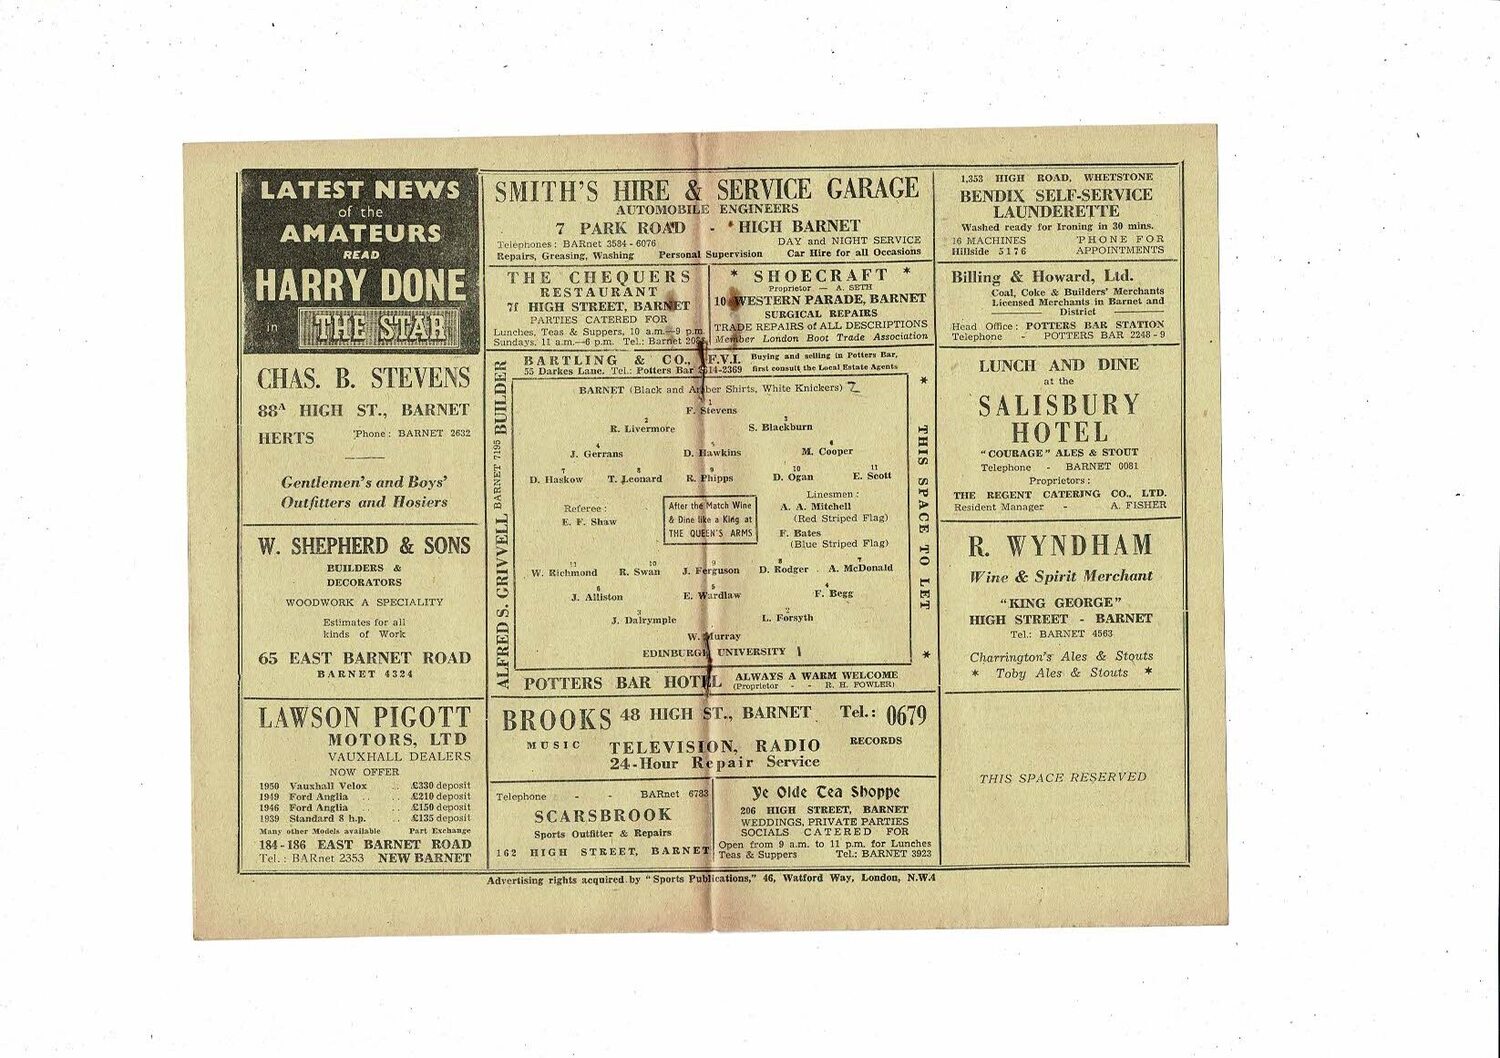 LATEST NEWS
of the
AMATEURS
READ
HARRY DONE
in THE STAR
CHAS. B. STEVENS
88A HIGH ST., BARNET
HERTS 'Phone: BARNET 2632
Gentlemen's and Boys'
Outfitters and Hosiers
W. SHEPHERD & SONS
BUILDERS &
DECORATORS
WOODWORK A SPECIALITY
Estimates for all
kinds of Work
65 EAST BARNET ROAD
BARNET 4324
LAWSON PIGOTT
MOTORS, LTD
VAUXHALL DEALERS
NOW OFFER
1950 Vauxhall Velox .. £330 deposit
1949 Ford Anglia .. .. £210 deposit
1946 Ford Anglia .. .. £150 deposit
1939 Standard 8 h.p. .. £135 deposit
Many other Models available Part Exchange
184-186 EAST BARNET ROAD
Tel.: BARnet 2353 NEW BARNET
SMITH'S HIRE & SERVICE GARAGE
AUTOMOBILE ENGINEERS
7 PARK ROAD - HIGH BARNET
Telephones: BARnet 3584 - 6076 DAY and NIGHT SERVICE
Repairs, Greasing, Washing Personal Supervision Car Hire for all Occasions
THE CHEQUERS
RESTAURANT
7f HIGH STREET, BARNET
PARTIES CATERED FOR
Lunches, Teas & Suppers, 10 a.m.—9 p.m.
Sundays, 11 a.m.—6 p.m. Tel.: Barnet
* SHOECRAFT *
Proprietor — A. SETH
10 WESTERN PARADE, BARNET
SURGICAL REPAIRS
TRADE REPAIRS of ALL DESCRIPTIONS
Member London Boot Trade Association
BARTLING & CO., F.V.I. Buying and selling in Potters Bar,
55 Darkes Lane. Tel.: Potters Bar first consult the Local Estate Agents
ALFRED S. GRIVVELL BARNET 7195 BUILDER
BARNET (Black and Amber Shirts, White Knickers) 7
1
F. Stevens
2 3
R. Livermore S. Blackburn
4 5 6
J. Gerrans D. Hawkins M. Cooper
7 8 9 10 11
D. Haskow T. Leonard R. Phipps D. Ogan E. Scott
Referee:
E. F. Shaw
After the Match Wine
& Dine like a King at
THE QUEEN'S ARMS
Linesmen:
A. A. Mitchell
(Red Striped Flag)
F. Bates
(Blue Striped Flag)
11 10 9 8 7
W. Richmond R. Swan J. Ferguson D. Rodger A. McDonald
6 5 4
J. Alliston E. Wardlaw F. Begg
3 2
J. Dalrymple L. Forsyth
W. Murray
EDINBURGH UNIVERSITY 1
* THIS SPACE TO LET *
POTTERS BAR HOTEL ALWAYS A WARM WELCOME
(Proprietor - - R. H. FOWLER)
BROOKS 48 HIGH ST., BARNET Tel.: 0679
MUSIC TELEVISION, RADIO RECORDS
24-Hour Repair Service
Telephone - - BARnet 6783
SCARSBROOK
Sports Outfitter & Repairs
162 HIGH STREET, BARNET
Ye Olde Tea Shoppe
206 HIGH STREET, BARNET
WEDDINGS, PRIVATE PARTIES
SOCIALS CATERED FOR
Open from 9 a.m. to 11 p.m. for Lunches
Teas & Suppers Tel.: BARNET 3923
1,353 HIGH ROAD, WHETSTONE
BENDIX SELF-SERVICE
LAUNDERETTE
Washed ready for Ironing in 30 mins.
16 MACHINES PHONE FOR
Hillside 5176 APPOINTMENTS
Billing & Howard, Ltd.
Coal, Coke & Builders' Merchants
Licensed Merchants in Barnet and
District
Head Office: POTTERS BAR STATION
Telephone - POTTERS BAR 2248-9
LUNCH AND DINE
at the
SALISBURY
HOTEL
"COURAGE" ALES & STOUT
Telephone - BARNET 0081
Proprietors:
THE REGENT CATERING CO., LTD.
Resident Manager - A. FISHER
R. WYNDHAM
Wine & Spirit Merchant
"KING GEORGE"
HIGH STREET - BARNET
Tel.: BARNET 4563
Charrington's Ales & Stouts
* Toby Ales & Stouts *
THIS SPACE RESERVED
Advertising rights acquired by "Sports Publications," 46, Watford Way, London, N.W.4